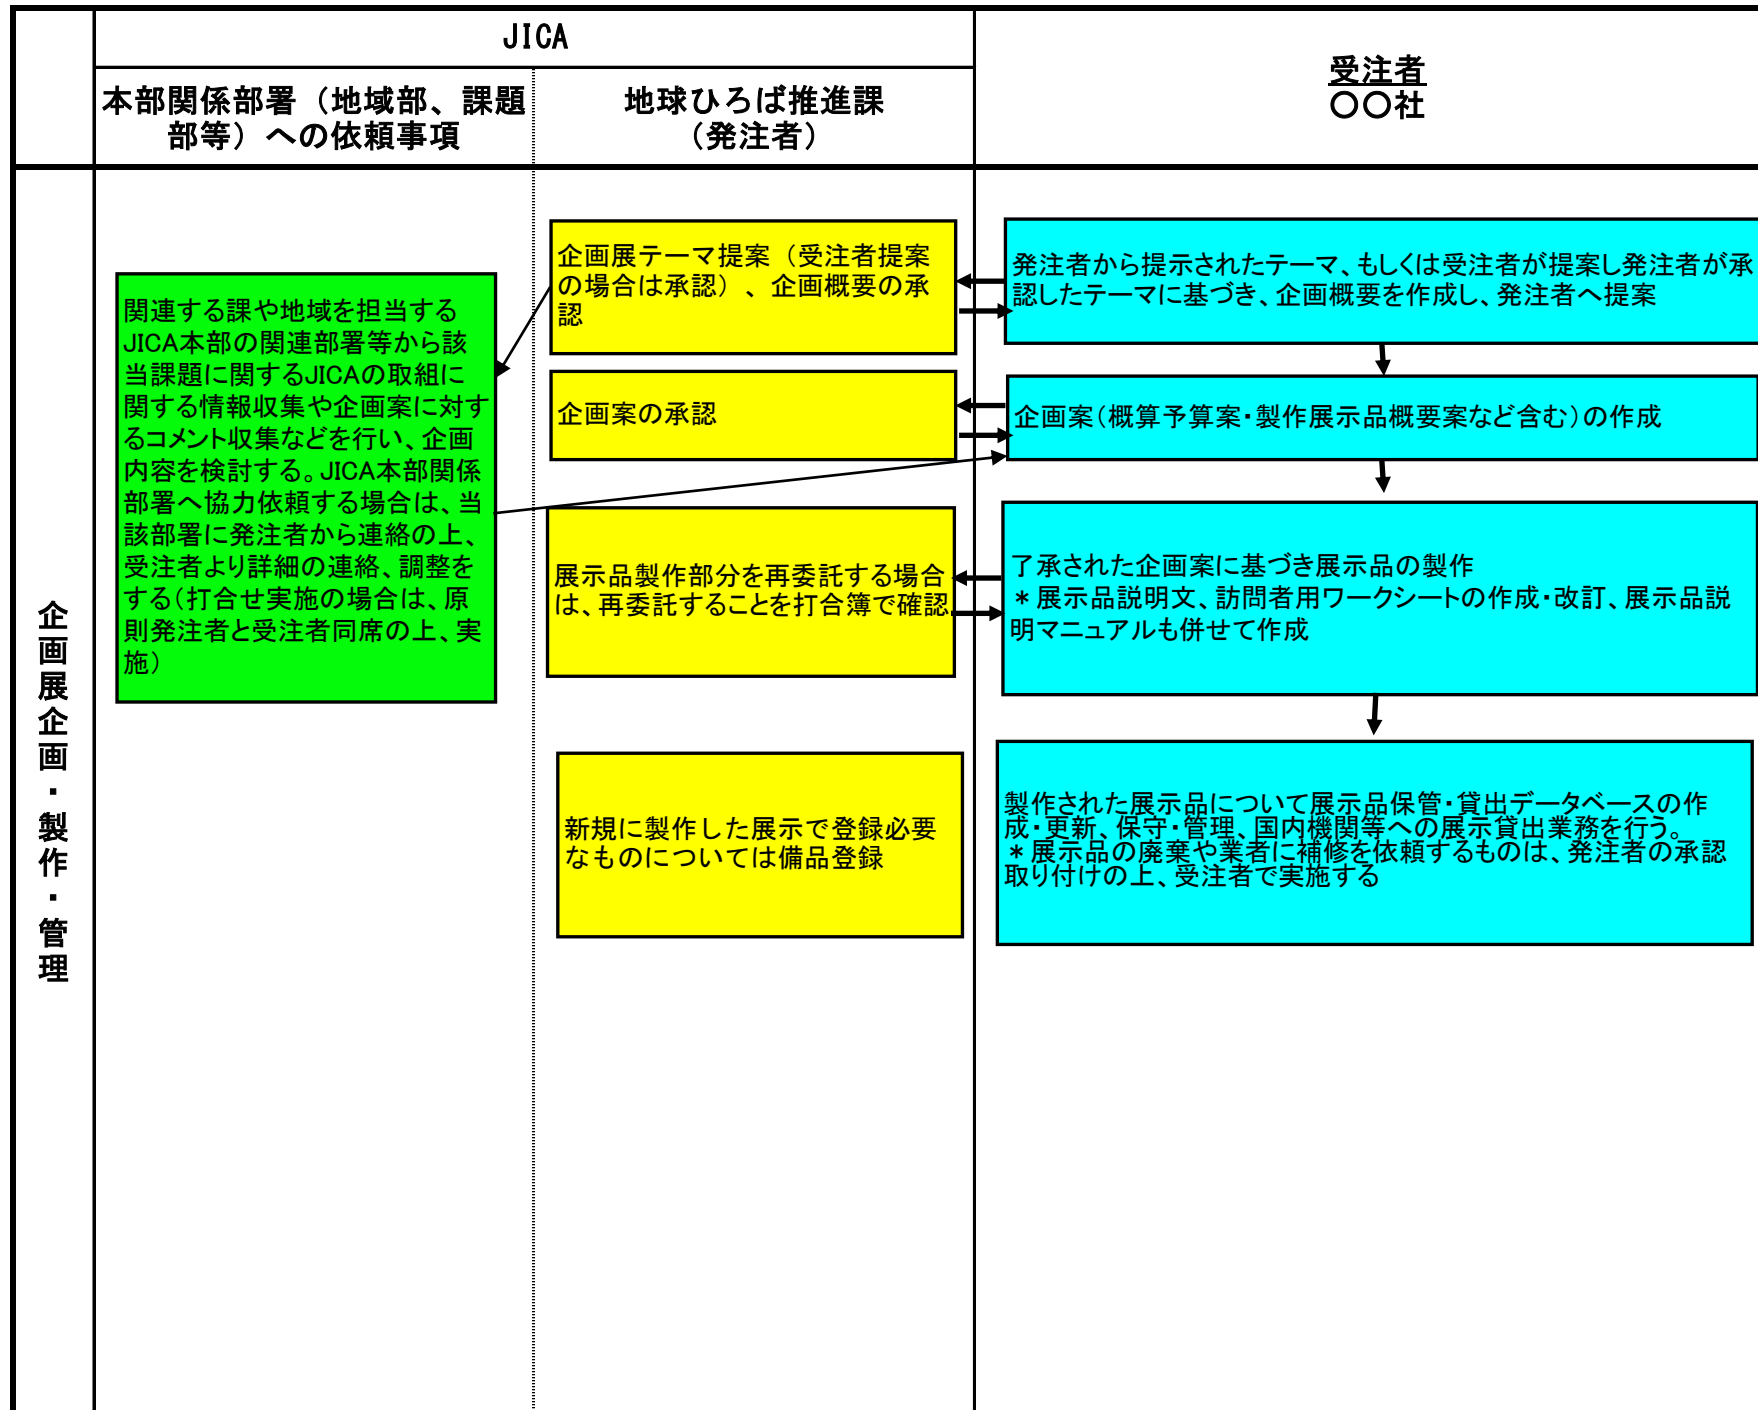 JICA
本部関係部署（地域部、課題
部等）への依頼事項
地球ひろば推進課
（発注者）
受注者
〇〇社
企画展企画・製作・管理
関連する課や地域を担当する
JICA本部の関連部署等から該
当課題に関するJICAの取組に
関する情報収集や企画案に対す
るコメント収集などを行い、企画
内容を検討する。JICA本部関係
部署へ協力依頼する場合は、当
該部署に発注者から連絡の上、
受注者より詳細の連絡、調整を
する（打合せ実施の場合は、原
則発注者と受注者同席の上、実
施）
企画展テーマ提案（受注者提案
の場合は承認）、企画概要の承
認
発注者から提示されたテーマ、もしくは受注者が提案し発注者が承
認したテーマに基づき、企画概要を作成し、発注者へ提案
企画案の承認
企画案（概算予算案・製作展示品概要案など含む）の作成
展示品製作部分を再委託する場合
は、再委託することを打合簿で確認
了承された企画案に基づき展示品の製作
＊展示品説明文、訪問者用ワークシートの作成・改訂、展示品説
明マニュアルも併せて作成
新規に製作した展示で登録必要
なものについては備品登録
製作された展示品について展示品保管・貸出データベースの作
成・更新、保守・管理、国内機関等への展示貸出業務を行う。
＊展示品の廃棄や業者に補修を依頼するものは、発注者の承認
取り付けの上、受注者で実施する